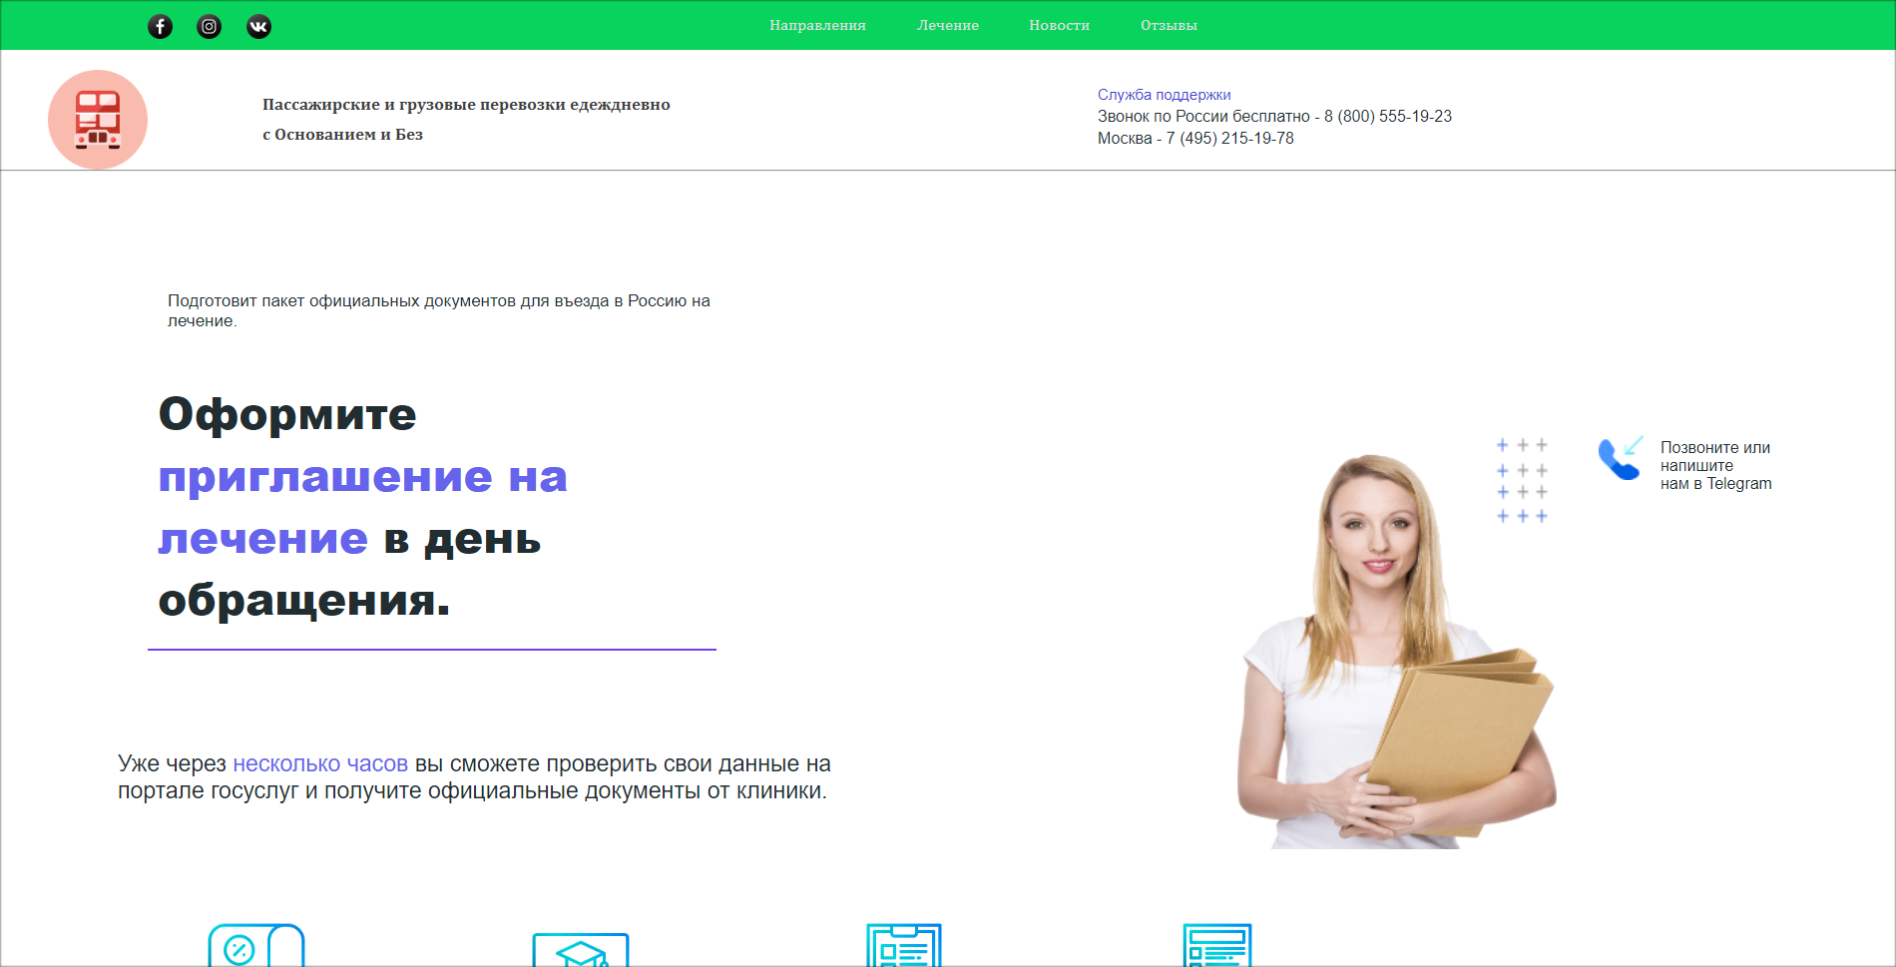 Направления Лечение Новости Отзывы
Пассажирские и грузовые перевозки едеждневно
с Основанием и Без
Служба поддержки
Звонок по России бесплатно - 8 (800) 555-19-23
Москва - 7 (495) 215-19-78
Подготовит пакет официальных документов для въезда в Россию на
лечение.
Оформите
приглашение на
лечение в день
обращения.
Позвоните или
напишите
нам в Telegram
Уже через несколько часов вы сможете проверить свои данные на
портале госуслуг и получите официальные документы от клиники.